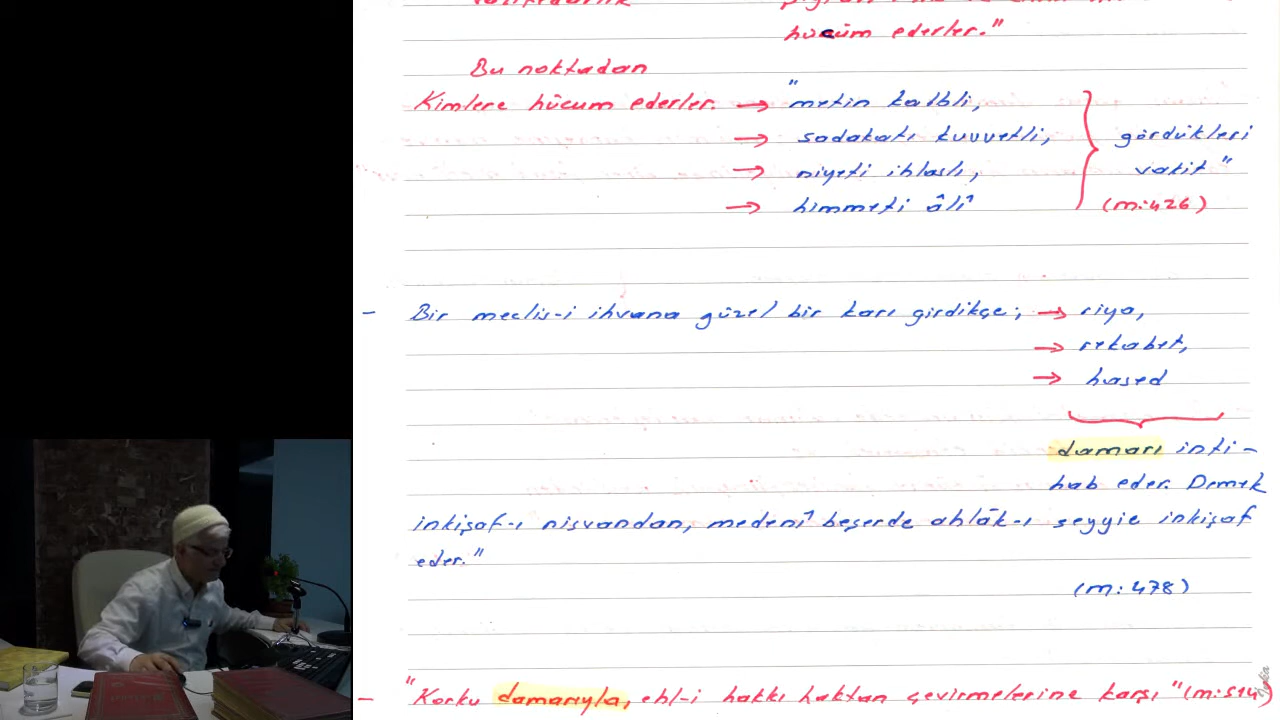 hücum ederler."
Bu noktadan
Kimlere hücum ederler. → "metin kalbli,
→ sadakatı kuvvetli,
→ niyeti ihlaslı,
→ himmeti âlî
gördükleri
vakit"
(m:426)
- Bir meclis-i ihvana güzel bir karı girdikçe; → riya,
→ rekabet,
→ hased
damarı inti-
hab eder. Demek
inkişaf-ı nisvandan, medenî beşerde ahlâk-ı seyyie inkişaf
eder."
(m:478)
- "Korku damarıyla, ehl-i hakkı haktan çevirmelerine karşı" (m:514)